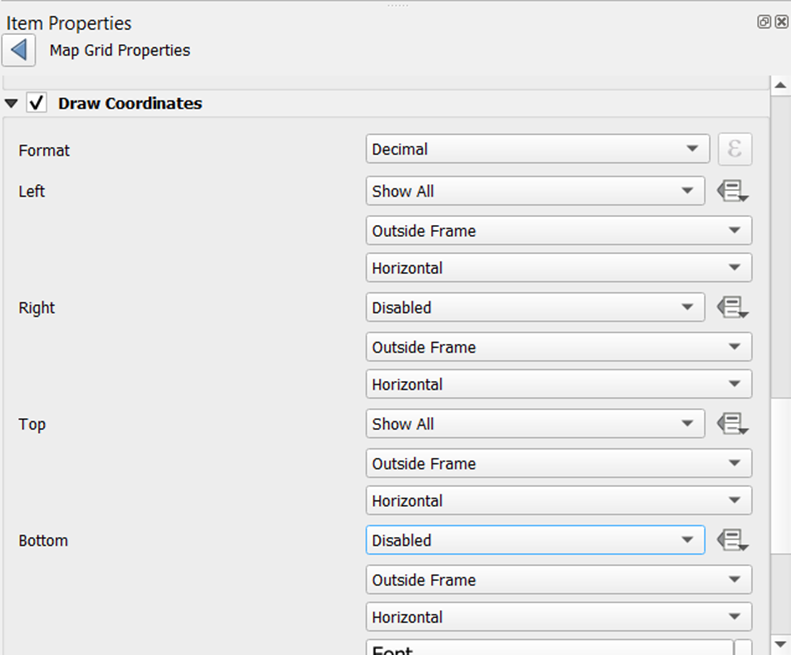 Item Properties
Map Grid Properties
Draw Coordinates
Format Decimal ε
Left Show All
Outside Frame
Horizontal
Right Disabled
Outside Frame
Horizontal
Top Show All
Outside Frame
Horizontal
Bottom Disabled
Outside Frame
Horizontal
Font